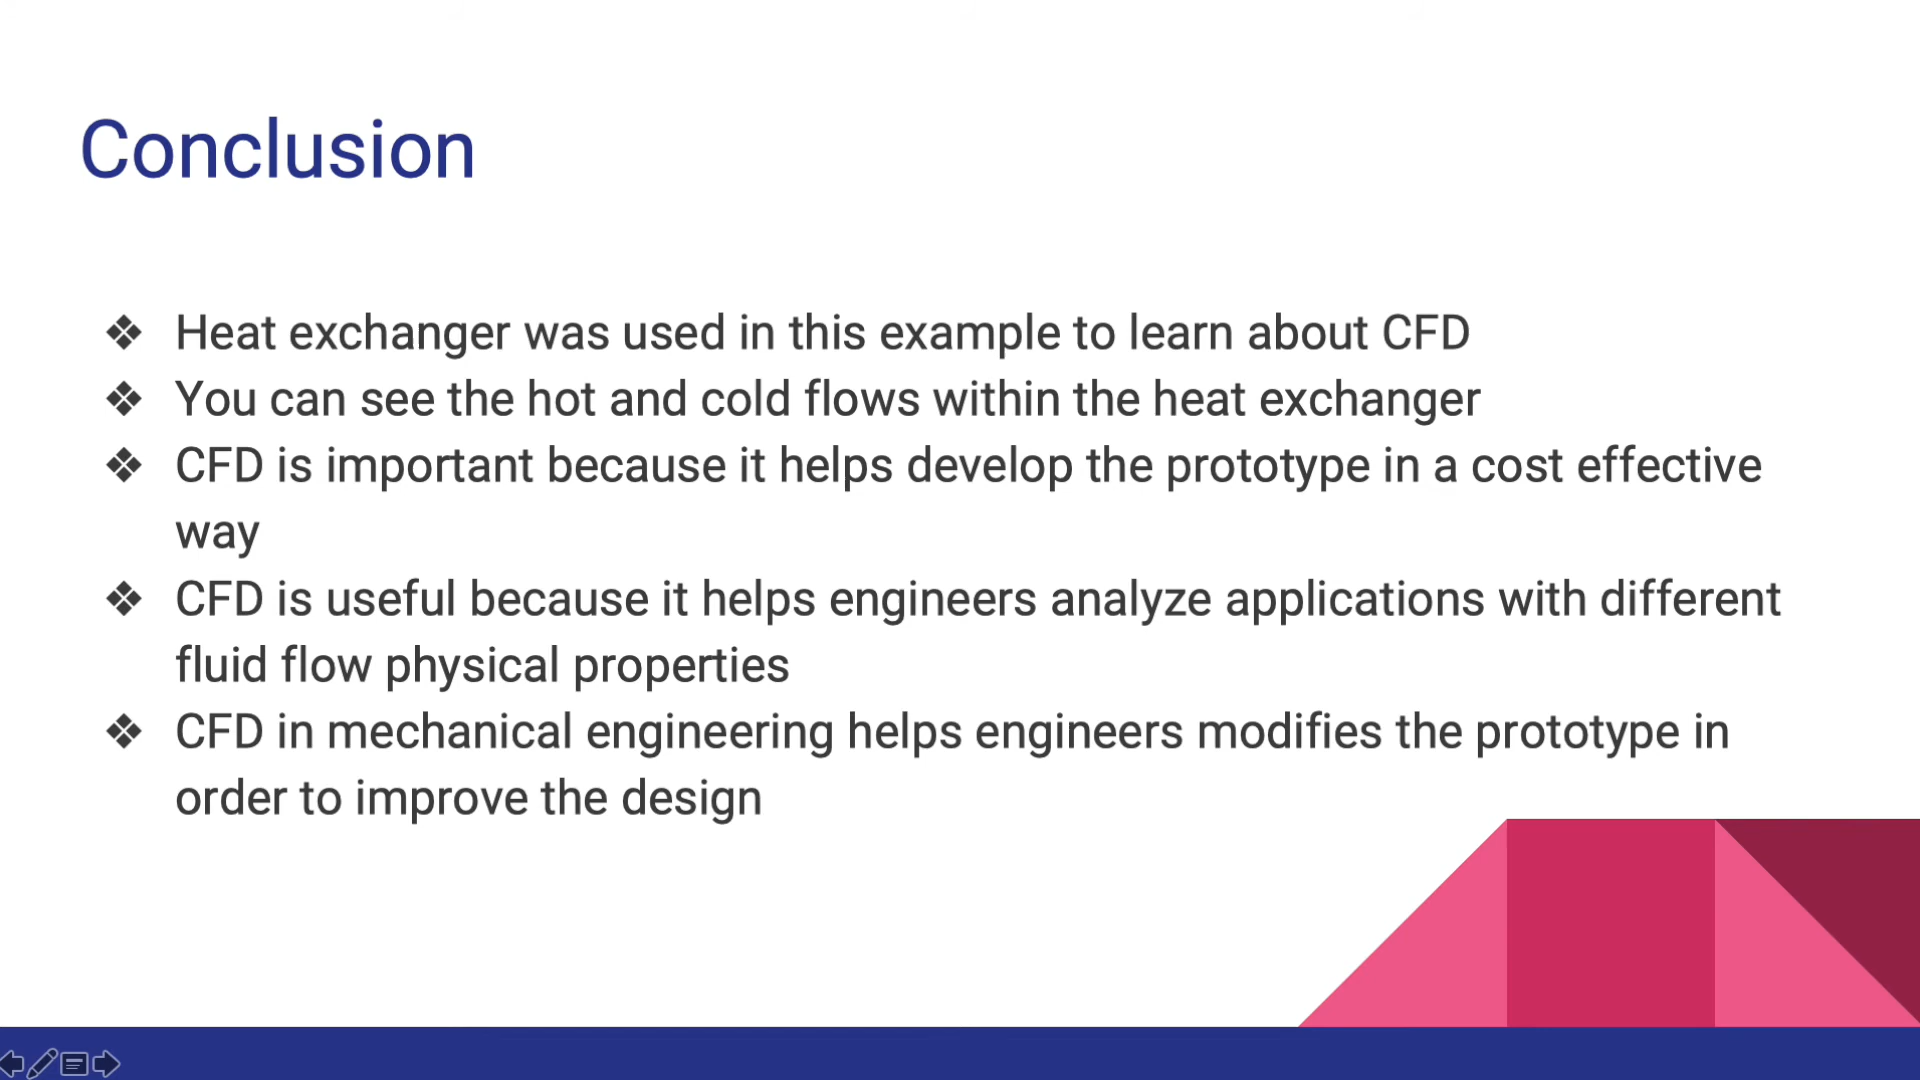 Conclusion
❖ Heat exchanger was used in this example to learn about CFD
❖ You can see the hot and cold flows within the heat exchanger
❖ CFD is important because it helps develop the prototype in a cost effective
way
❖ CFD is useful because it helps engineers analyze applications with different
fluid flow physical properties
❖ CFD in mechanical engineering helps engineers modifies the prototype in
order to improve the design